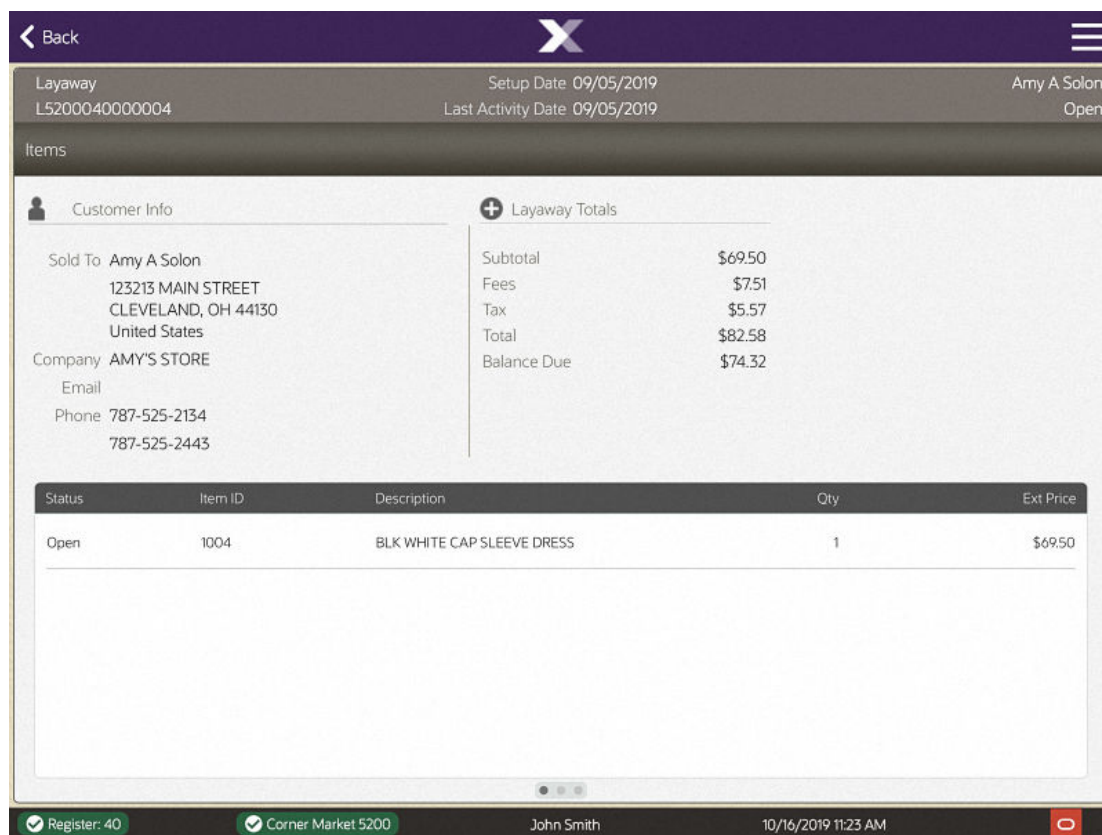 Back
Layaway Setup Date 09/05/2019 Amy A Solon
L5200040000004 Last Activity Date 09/05/2019 Open
Items
Customer Info
Sold To Amy A Solon
123213 MAIN STREET
CLEVELAND, OH 44130
United States
Company AMY'S STORE
Email
Phone 787-525-2134
787-525-2443
Layaway Totals
Subtotal $69.50
Fees $7.51
Tax $5.57
Total $82.58
Balance Due $74.32
Status Item ID Description Qty Ext Price
Open 1004 BLK WHITE CAP SLEEVE DRESS 1 $69.50
Register: 40 Corner Market 5200 John Smith 10/16/2019 11:23 AM